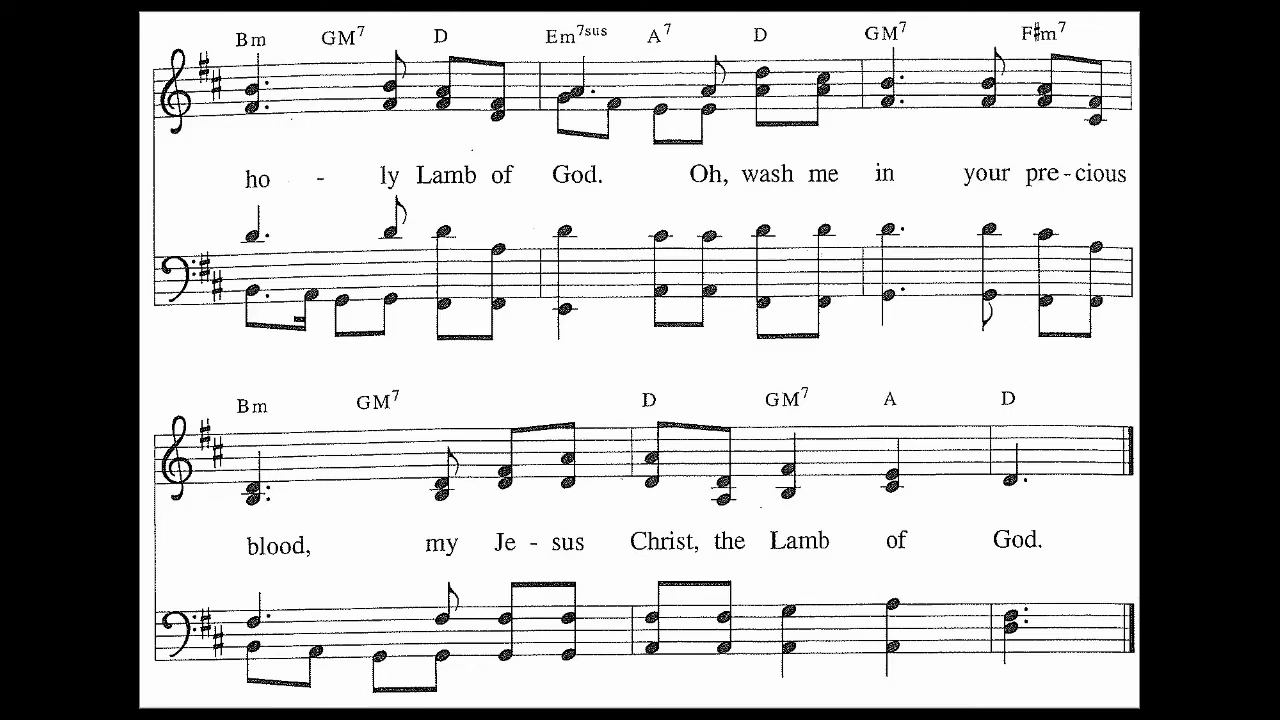 Bm GM7 D Em7sus A7 D GM7 F#m7
ho - ly Lamb of God. Oh, wash me in your pre - cious
Bm GM7 D GM7 A D
blood, my Je - sus Christ, the Lamb of God.